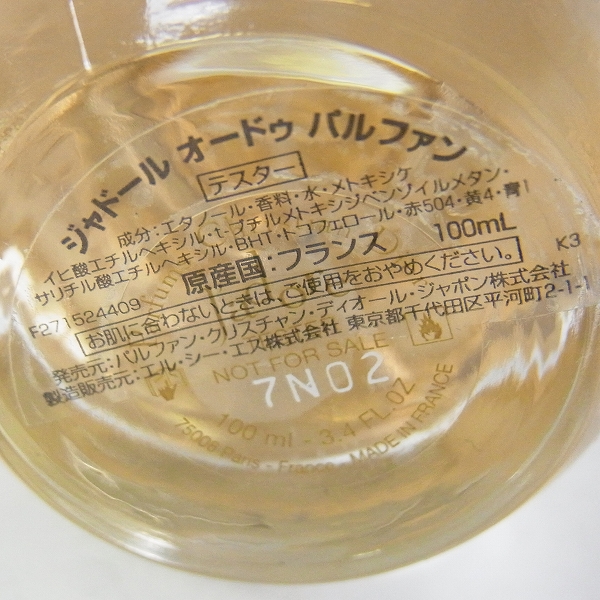 ジャドール オードゥ パルファン
テスター
成分:エタノール・香料・水・メトキシケ
イヒ酸エチルヘキシル・t-ブチルメトキシジベンゾイルメタン・
サリチル酸エチルヘキシル・BHT・トコフェロール・赤504・黄4・青1
原産国:フランス 100mL
F271524409 K3
お肌に合わないときは、ご使用をおやめください。
発売元:パルファン・クリスチャン・ディオール・ジャポン株式会社
製造販売元:エル・シー・エス株式会社 東京都千代田区平河町2-1-1
NOT FOR SALE
7N02
100 ml - 3.4 FL.OZ
75008 Paris - France - MADE IN FRANCE